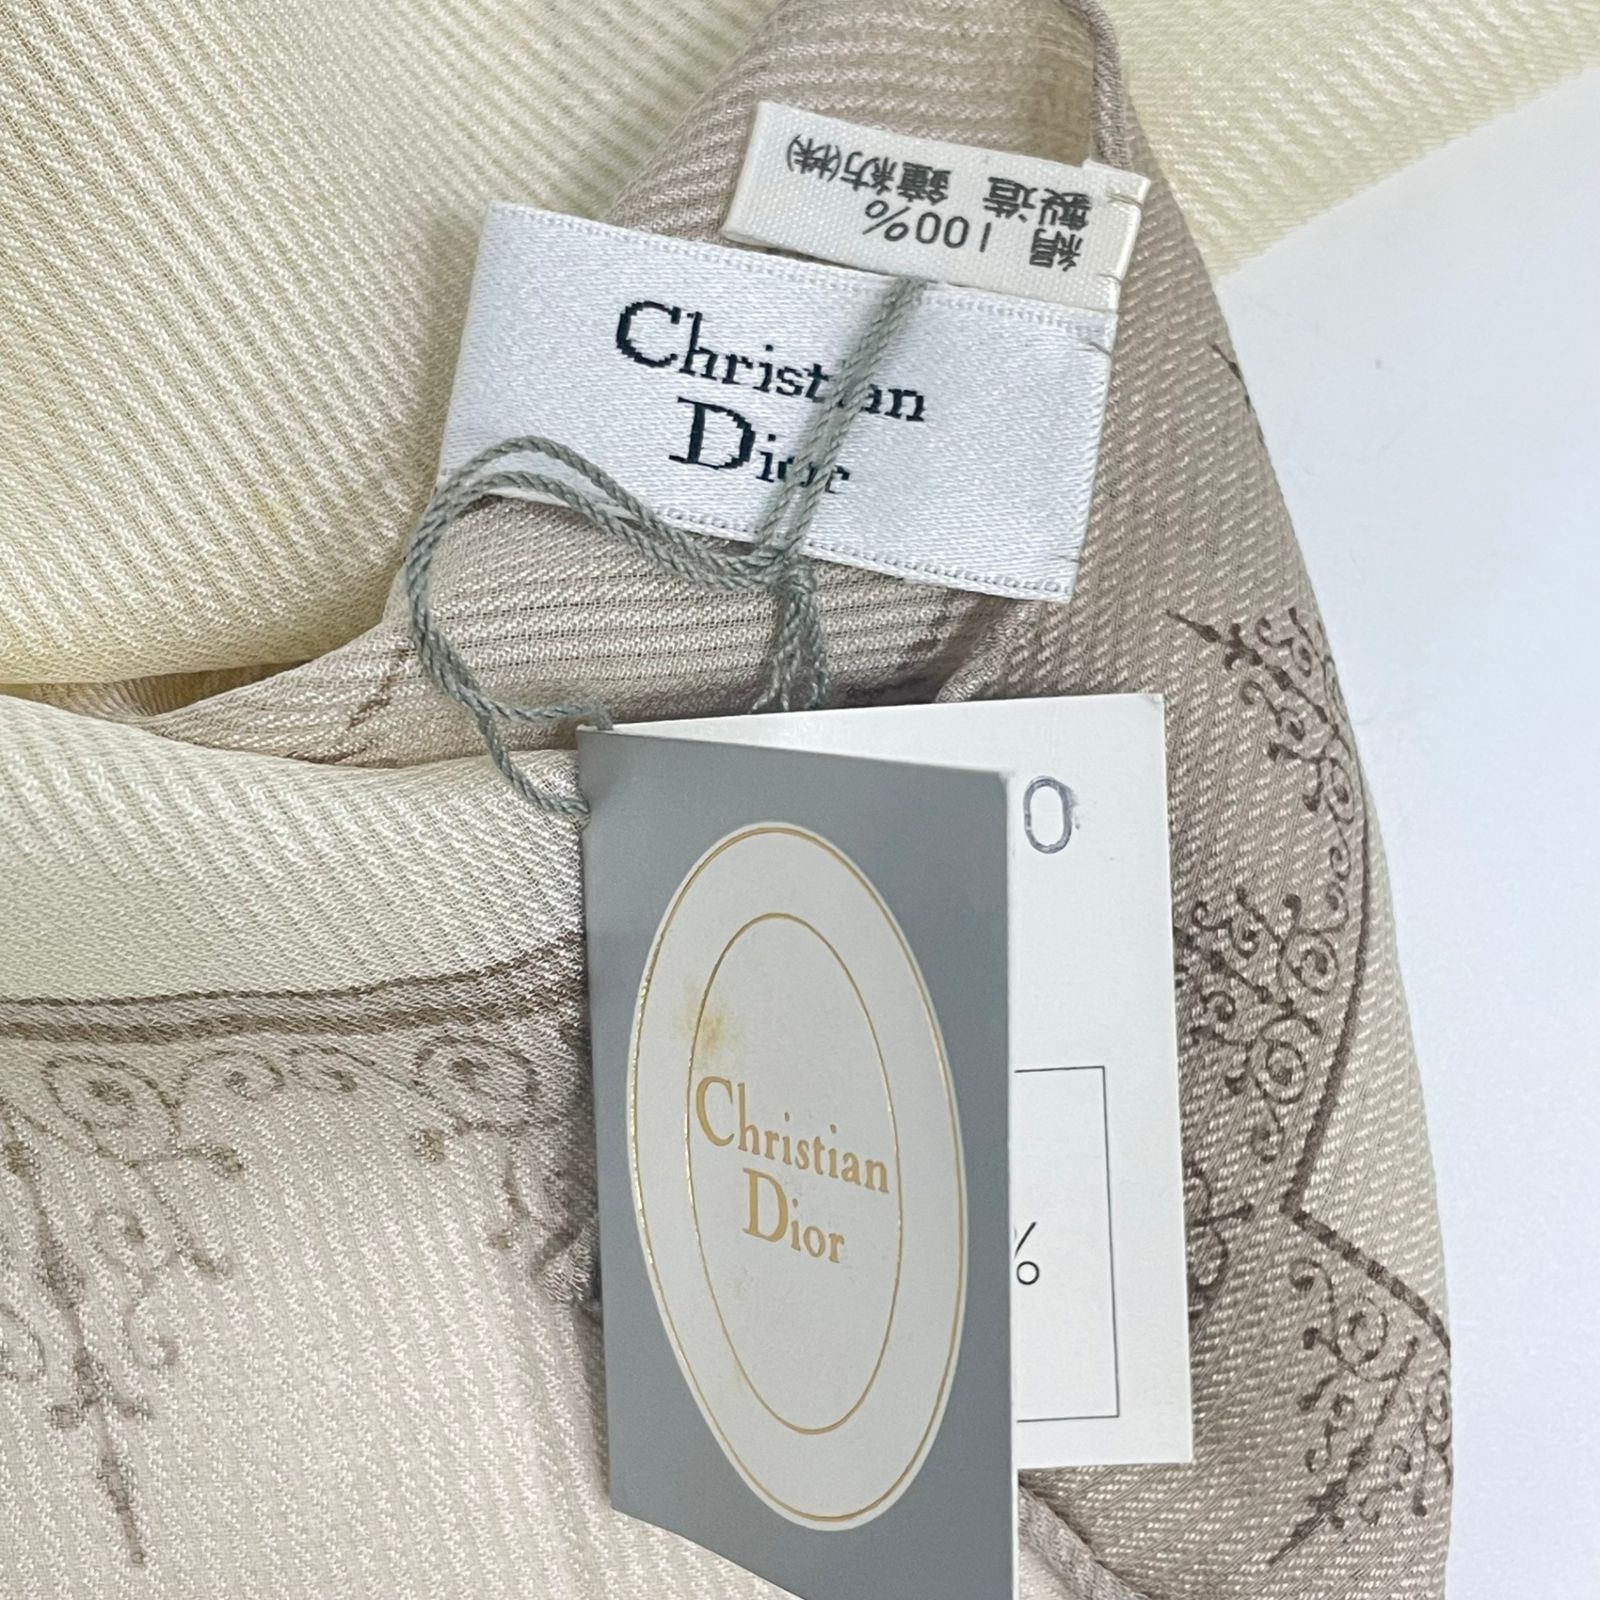 絹 100%
製造 鐘紡(株)
Christian
Dior
0
%
Christian
Dior